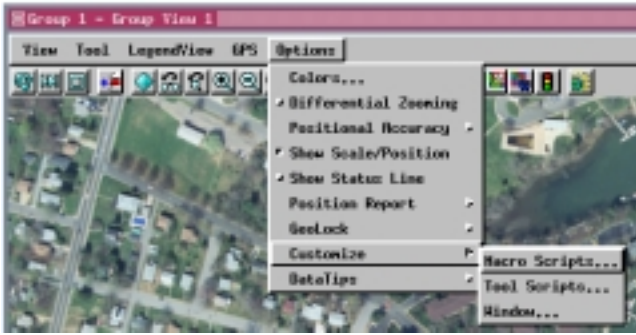 Group 1 - Group View 1
View Tool LegendView GPS Options
Colors...
Differential Zooming
Positional Accuracy
Show Scale/Position
Show Status Line
Position Report
GeoLock
Customize
DataTips
Macro Scripts...
Tool Scripts...
Window...